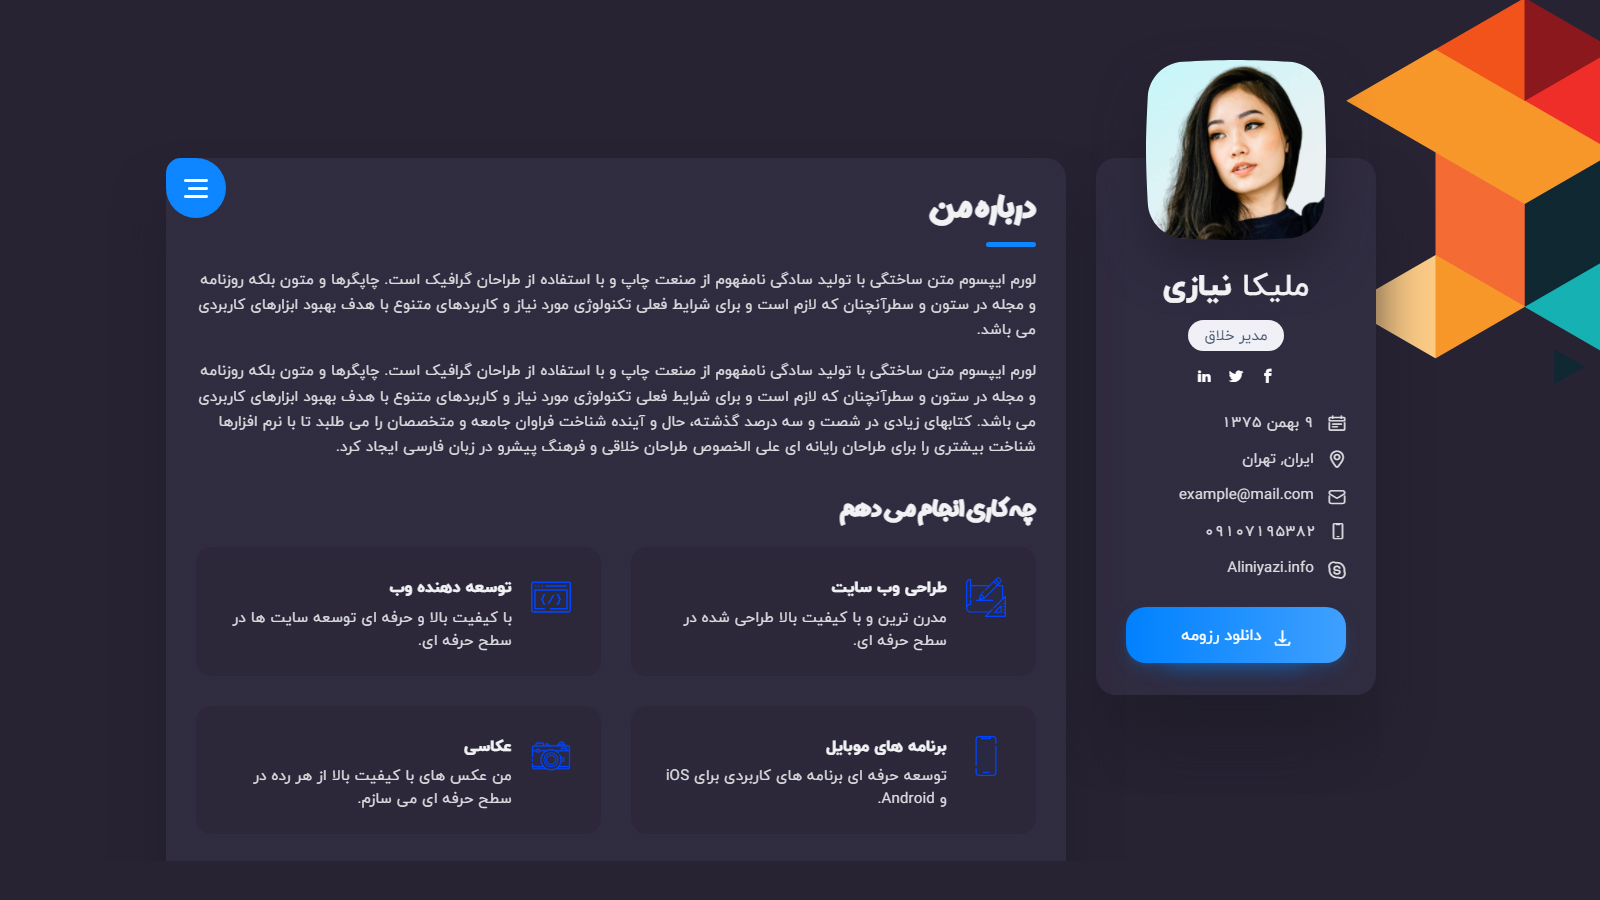 ملیکا نیازی
مدیر خلاق
۹ بهمن ۱۳۷۵
ایران, تهران
example@mail.com
۰۹۱۰۷۱۹۵۳۸۲
Aliniyazi.info
دانلود رزومه
درباره من
لورم ایپسوم متن ساختگی با تولید سادگی نامفهوم از صنعت چاپ و با استفاده از طراحان گرافیک است. چاپگرها و متون بلکه روزنامه
و مجله در ستون و سطرآنچنان که لازم است و برای شرایط فعلی تکنولوژی مورد نیاز و کاربردهای متنوع با هدف بهبود ابزارهای کاربردی
می باشد.
لورم ایپسوم متن ساختگی با تولید سادگی نامفهوم از صنعت چاپ و با استفاده از طراحان گرافیک است. چاپگرها و متون بلکه روزنامه
و مجله در ستون و سطرآنچنان که لازم است و برای شرایط فعلی تکنولوژی مورد نیاز و کاربردهای متنوع با هدف بهبود ابزارهای کاربردی
می باشد. کتابهای زیادی در شصت و سه درصد گذشته، حال و آینده شناخت فراوان جامعه و متخصصان را می طلبد تا با نرم افزارها
شناخت بیشتری را برای طراحان رایانه ای علی الخصوص طراحان خلاقی و فرهنگ پیشرو در زبان فارسی ایجاد کرد.
چه کاری انجام می دهم
طراحی وب سایت
مدرن ترین و با کیفیت بالا طراحی شده در
سطح حرفه ای.
توسعه دهنده وب
با کیفیت بالا و حرفه ای توسعه سایت ها در
سطح حرفه ای.
برنامه های موبایل
توسعه حرفه ای برنامه های کاربردی برای iOS
و Android.
عکاسی
من عکس های با کیفیت بالا از هر رده در
سطح حرفه ای می سازم.